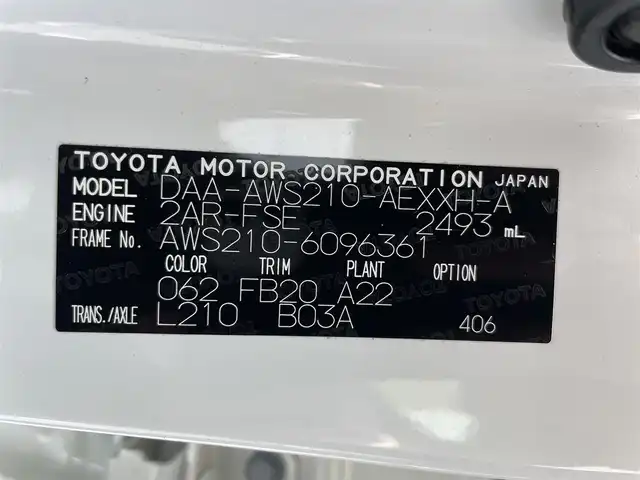 TOYOTA MOTOR CORPORATION JAPAN
MODEL DAA-AWS210-AEXXH-A
ENGINE 2AR-FSE 2493 mL
FRAME No. AWS210-6096361
COLOR TRIM PLANT OPTION
062 FB20 A22
TRANS./AXLE L210 B03A 406